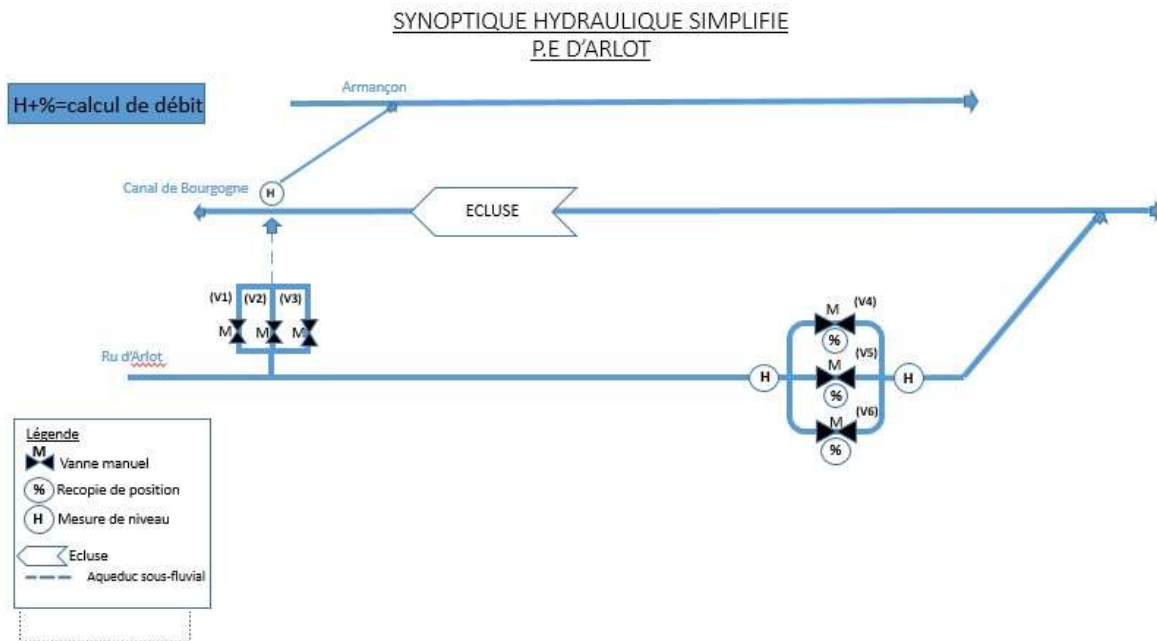 SYNOPTIQUE HYDRAULIQUE SIMPLIFIE
P.E D'ARLOT
Armançon
H+%=calcul de débit
Canal de Bourgogne
H
ECLUSE
(V1)
(V2)
(V3)
M
M
M
Ru d'Arlot
M
(V4)
%
M
(V5)
H
H
%
M
(V6)
%
Légende
M
Vanne manuel
%
Recopie de position
H
Mesure de niveau
Ecluse
Aqueduc sous-fluvial